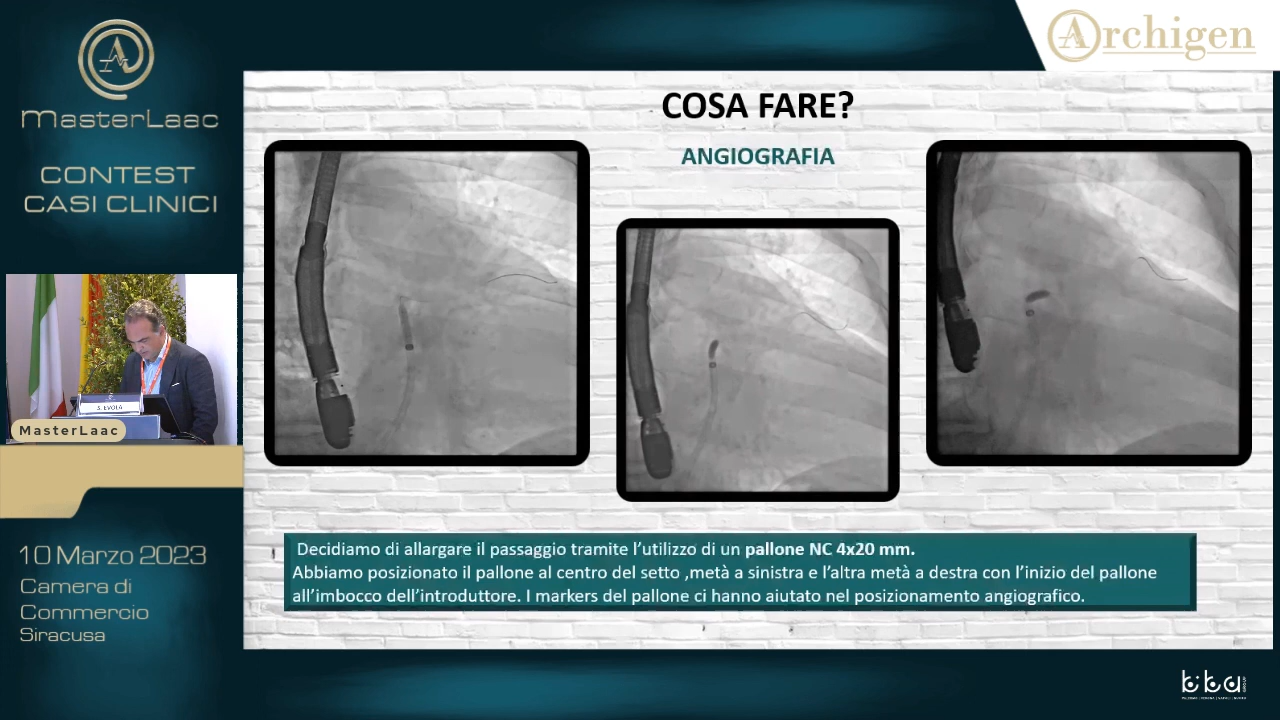 MasterLaac
CONTEST
CASI CLINICI
S. EVOLA
MasterLaac
10 Marzo 2023
Camera di
Commercio
Siracusa
Archigen
COSA FARE?
ANGIOGRAFIA
Decidiamo di allargare il passaggio tramite l'utilizzo di un pallone NC 4x20 mm.
Abbiamo posizionato il pallone al centro del setto ,metà a sinistra e l'altra metà a destra con l'inizio del pallone
all'imbocco dell'introduttore. I markers del pallone ci hanno aiutato nel posizionamento angiografico.
bba